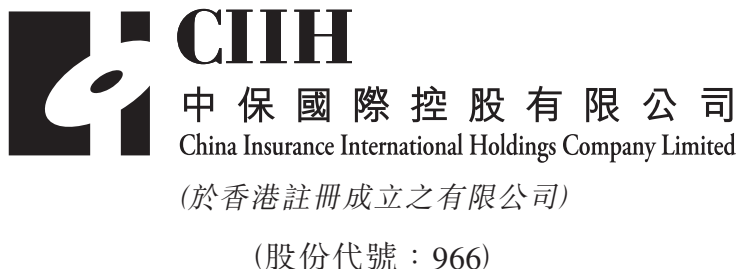 CIIH
中保國際控股有限公司
China Insurance International Holdings Company Limited
(於香港註冊成立之有限公司)
(股份代號：966)